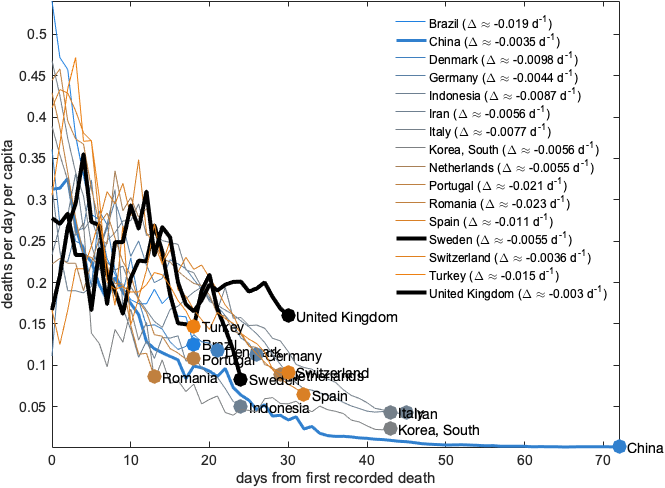 0.5
0.45
0.4
0.35
0.3
0.25
0.2
0.15
0.1
0.05
deaths per day per capita
Brazil (Δ ≈ -0.019 d⁻¹)
China (Δ ≈ -0.0035 d⁻¹)
Denmark (Δ ≈ -0.0098 d⁻¹)
Germany (Δ ≈ -0.0044 d⁻¹)
Indonesia (Δ ≈ -0.0087 d⁻¹)
Iran (Δ ≈ -0.0056 d⁻¹)
Italy (Δ ≈ -0.0077 d⁻¹)
Korea, South (Δ ≈ -0.0056 d⁻¹)
Netherlands (Δ ≈ -0.0055 d⁻¹)
Portugal (Δ ≈ -0.021 d⁻¹)
Romania (Δ ≈ -0.023 d⁻¹)
Spain (Δ ≈ -0.011 d⁻¹)
Sweden (Δ ≈ -0.0055 d⁻¹)
Switzerland (Δ ≈ -0.0036 d⁻¹)
Turkey (Δ ≈ -0.015 d⁻¹)
United Kingdom (Δ ≈ -0.003 d⁻¹)
United Kingdom
Turkey
Brazil
Denmark
Germany
Portugal
Switzerland
Netherlands
Romania
Sweden
Spain
Indonesia
Italy
Iran
Korea, South
China
0 10 20 30 40 50 60 70
days from first recorded death